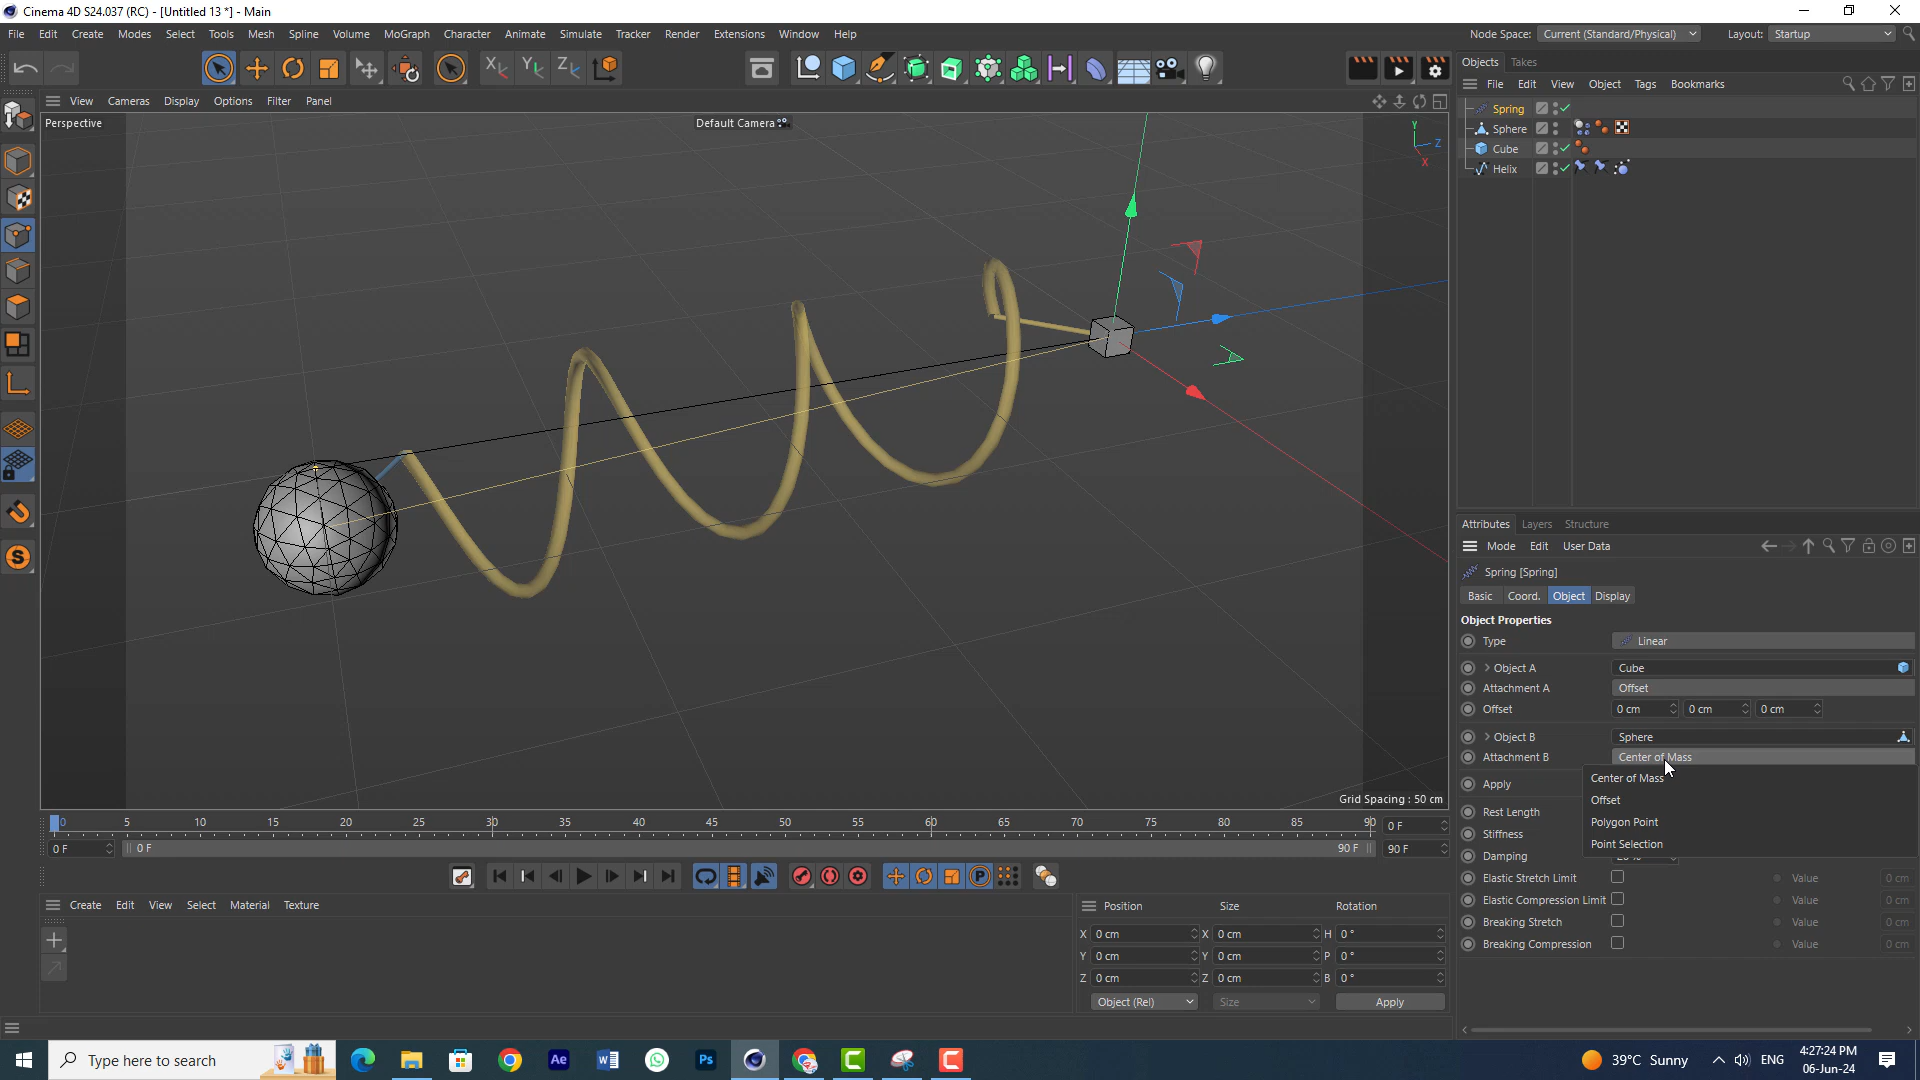 Cinema 4D S24.037 (RC) - [Untitled 13 *] - Main
File Edit Create Modes Select Tools Mesh Spline Volume MoGraph Character Animate Simulate Tracker Render Extensions Window Help
Node Space: Current (Standard/Physical) Layout: Startup
View Cameras Display Options Filter Panel
Perspective
Default Camera
Y
Z
X
Grid Spacing : 50 cm
Objects Takes
File Edit View Object Tags Bookmarks
Spring
Sphere
Cube
Helix
Attributes Layers Structure
Mode Edit User Data
Spring [Spring]
Basic Coord. Object Display
Object Properties
Type Linear
Object A Cube
Attachment A Offset
Offset 0 cm 0 cm 0 cm
Object B Sphere
Attachment B Center of Mass
Center of Mass
Offset
Polygon Point
Point Selection
Apply
Rest Length
Stiffness
Damping
Elastic Stretch Limit Value 0 cm
Elastic Compression Limit Value 0 cm
Breaking Stretch Value 0 cm
Breaking Compression Value 0 cm
0 5 10 15 20 25 30 35 40 45 50 55 60 65 70 75 80 85 90 0 F
0 F 0 F 90 F 90 F
Create Edit View Select Material Texture
Position Size Rotation
X 0 cm X 0 cm H 0 °
Y 0 cm Y 0 cm P 0 °
Z 0 cm Z 0 cm B 0 °
Object (Rel) Size Apply
Type here to search
39°C Sunny
ENG
4:27:24 PM
06-Jun-24